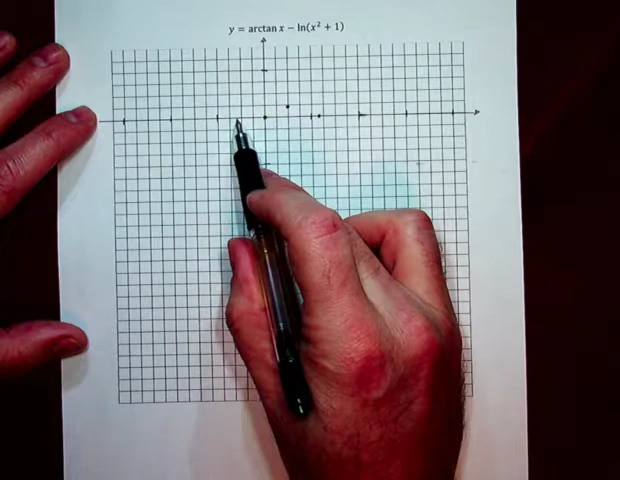 y = arctan x − ln(x² + 1)